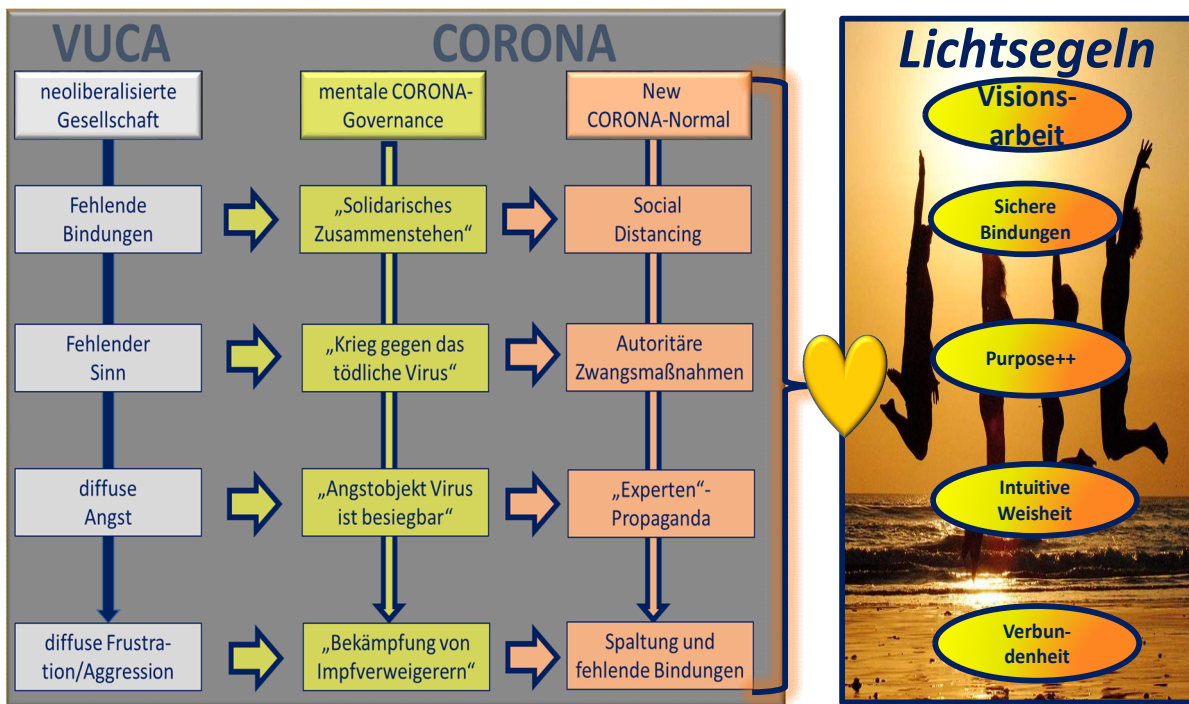 VUCA
CORONA
neoliberalisierte
Gesellschaft
mentale CORONA-
Governance
New
CORONA-Normal
Fehlende
Bindungen
„Solidarisches
Zusammenstehen“
Social
Distancing
Fehlender
Sinn
„Krieg gegen das
tödliche Virus“
Autoritäre
Zwangsmaßnahmen
diffuse
Angst
„Angstobjekt Virus
ist besiegbar“
„Experten“-
Propaganda
diffuse Frustra-
tion/Aggression
„Bekämpfung von
Impfverweigerern“
Spaltung und
fehlende Bindungen
Lichtsegeln
Visions-
arbeit
Sichere
Bindungen
Purpose++
Intuitive
Weisheit
Verbun-
denheit